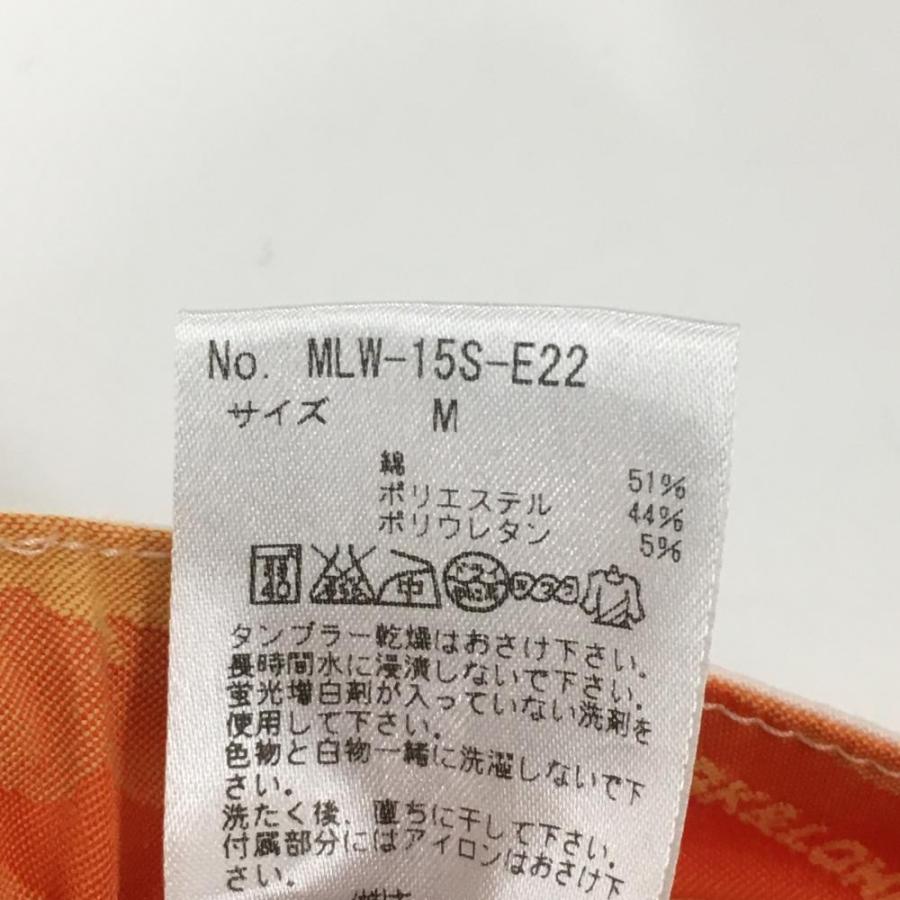 No. MLW-15S-E22
サイズ M
綿 51%
ポリエステル 44%
ポリウレタン 5%
40 中
タンブラー乾燥はおさけ下さい。
長時間水に浸漬しないで下さい。
蛍光増白剤が入っていない洗剤を
使用して下さい。
色物と白物一緒に洗濯しないで下
さい。
洗たく後、直ちに干して下さい。
付属部分にはアイロンはおさけ下
さい。